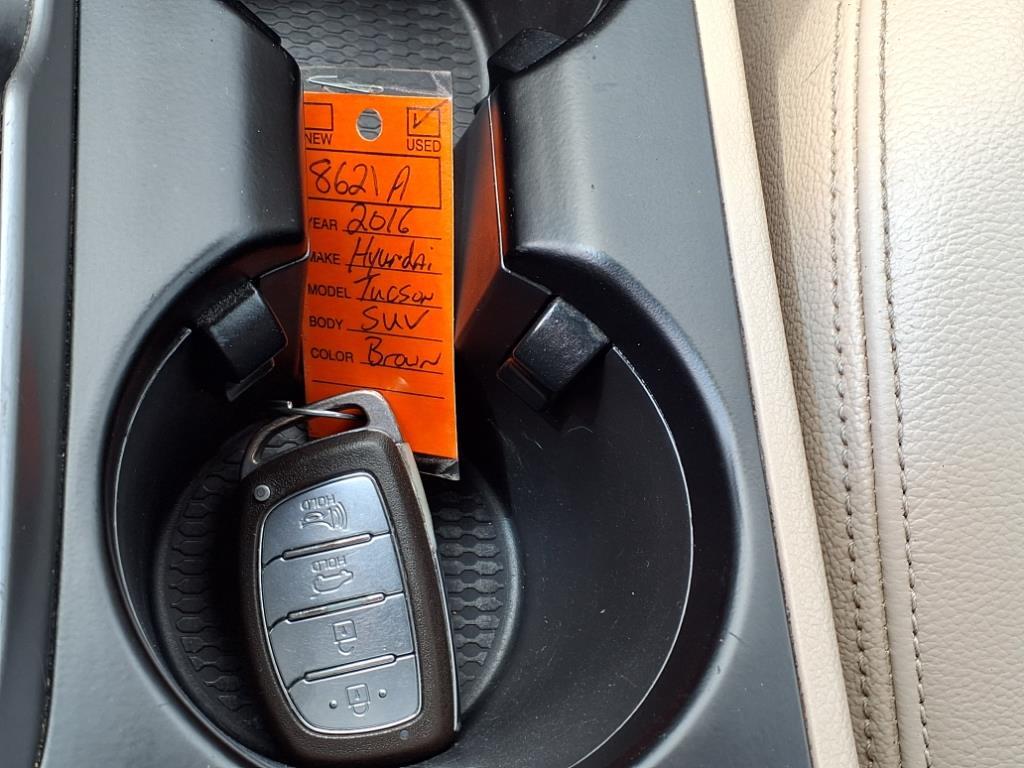 NEW USED
8621A
YEAR 2016
MAKE Hyundai
MODEL Tucson
BODY SUV
COLOR Brown
HOLD
HOLD